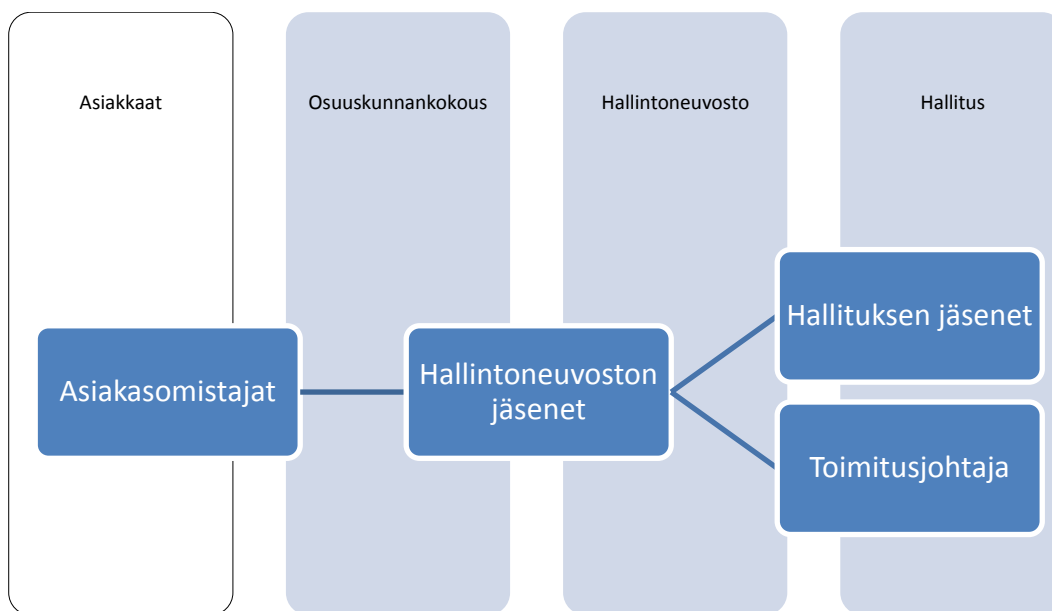 Asiakkaat
Osuuskunnankokous
Hallintoneuvosto
Hallitus
Asiakasomistajat
Hallintoneuvoston
jäsenet
Hallituksen jäsenet
Toimitusjohtaja